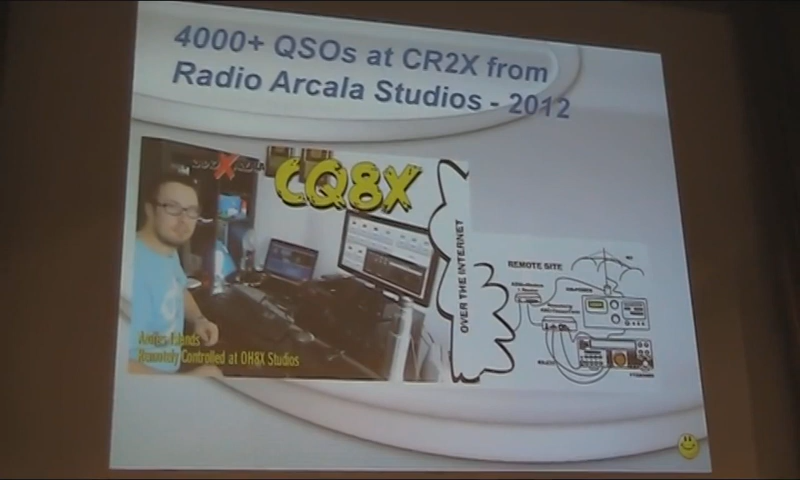 4000+ QSOs at CR2X from
Radio Arcala Studios - 2012
CQ8X
Azores Islands
Remotely Controlled at OH8X Studios
OVER THE INTERNET
REMOTE SITE